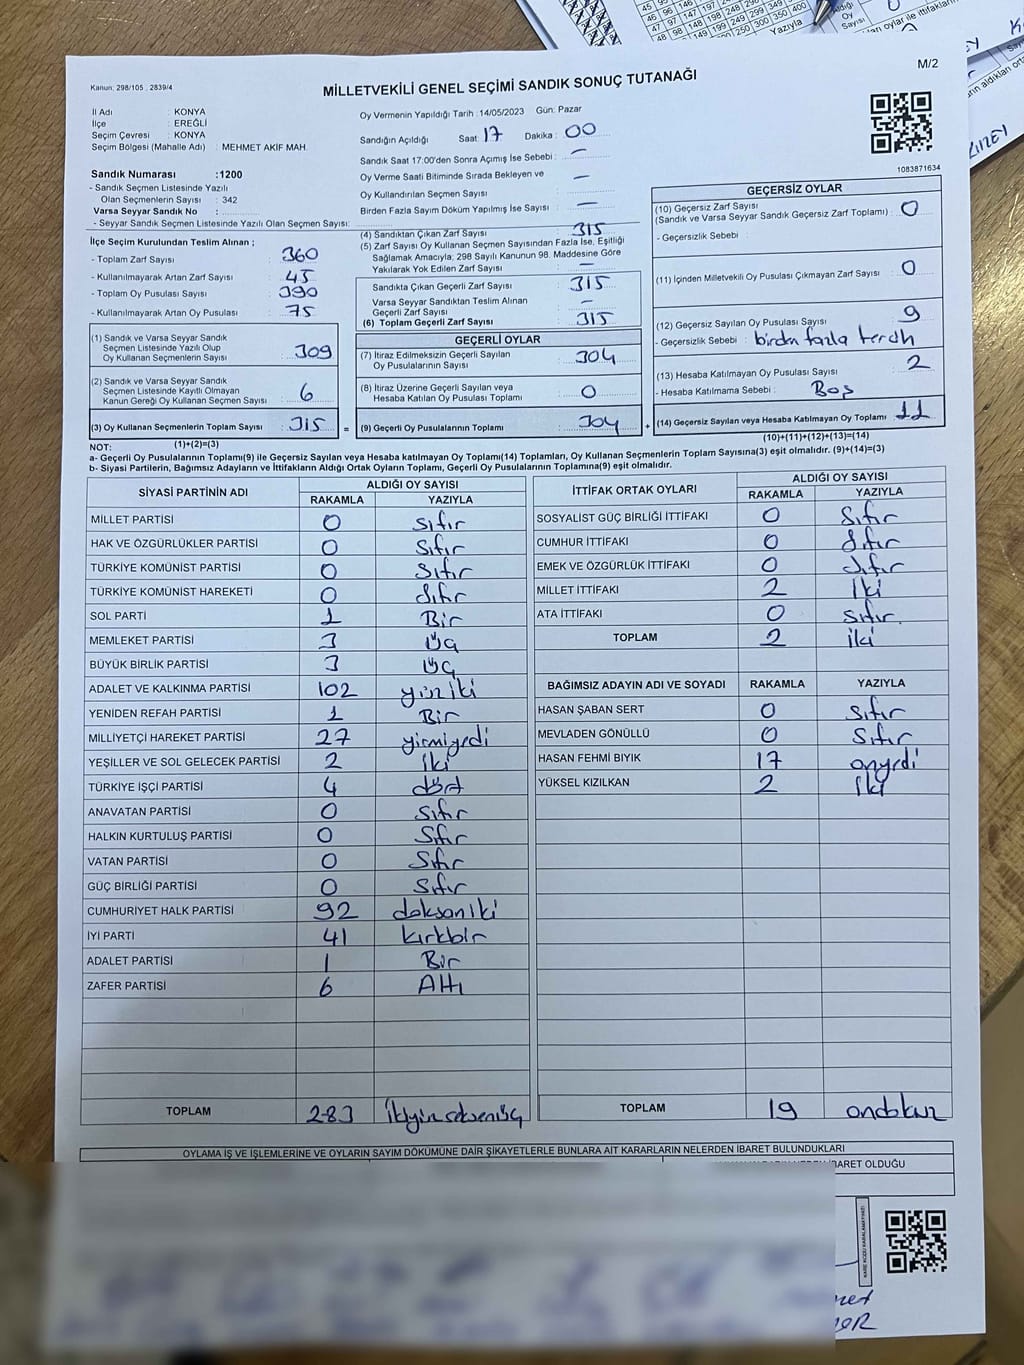 M/2
Kanun: 298/105 , 2839/4
MİLLETVEKİLİ GENEL SEÇİMİ SANDIK SONUÇ TUTANAĞI
İl Adı : KONYA
İlçe : EREĞLİ
Seçim Çevresi : KONYA
Seçim Bölgesi (Mahalle Adı) : MEHMET AKİF MAH.
Sandık Numarası :1200
- Sandık Seçmen Listesinde Yazılı
Olan Seçmenlerin Sayısı : 342
Varsa Seyyar Sandık No :
- Seyyar Sandık Seçmen Listesinde Yazılı Olan Seçmen Sayısı:
Oy Vermenin Yapıldığı Tarih : 14/05/2023 Gün: Pazar
Sandığın Açıldığı Saat: 17 Dakika : 00
Sandık Saat 17:00'den Sonra Açımış İse Sebebi : –
Oy Verme Saati Bitiminde Sırada Bekleyen ve –
Oy Kullandırılan Seçmen Sayısı :
Birden Fazla Sayım Döküm Yapılmış İse Sayısı : –
1083871634
İlçe Seçim Kurulundan Teslim Alınan ;
- Toplam Zarf Sayısı : 360
- Kullanılmayarak Artan Zarf Sayısı : 45
- Toplam Oy Pusulası Sayısı : 390
- Kullanılmayarak Artan Oy Pusulası : 75
(1) Sandık ve Varsa Seyyar Sandık
Seçmen Listesinde Yazılı Olup
Oy Kullanan Seçmenlerin Sayısı : 309
(2) Sandık ve Varsa Seyyar Sandık
Seçmen Listesinde Kayıtlı Olmayan
Kanun Gereği Oy Kullanan Seçmen Sayısı : 6
(3) Oy Kullanan Seçmenlerin Toplam Sayısı : 315
(4) Sandıktan Çıkan Zarf Sayısı : 315
(5) Zarf Sayısı Oy Kullanan Seçmen Sayısından Fazla İse, Eşitliği
Sağlamak Amacıyla; 298 Sayılı Kanunun 98. Maddesine Göre
Yakılarak Yok Edilen Zarf Sayısı : –
Sandıkta Çıkan Geçerli Zarf Sayısı : 315
Varsa Seyyar Sandıktan Teslim Alınan
Geçerli Zarf Sayısı : –
(6) Toplam Geçerli Zarf Sayısı : 315
GEÇERLİ OYLAR
(7) İtiraz Edilmeksizin Geçerli Sayılan
Oy Pusulalarının Sayısı : 304
(8) İtiraz Üzerine Geçerli Sayılan veya
Hesaba Katılan Oy Pusulası Toplamı : 0
= (9) Geçerli Oy Pusulalarının Toplamı : 304 +
GEÇERSİZ OYLAR
(10) Geçersiz Zarf Sayısı
(Sandık ve Varsa Seyyar Sandık Geçersiz Zarf Toplamı) : 0
- Geçersizlik Sebebi :
(11) İçinden Milletvekili Oy Pusulası Çıkmayan Zarf Sayısı : 0
(12) Geçersiz Sayılan Oy Pusulası Sayısı : 9
- Geçersizlik Sebebi : birden fazla tercih
(13) Hesaba Katılmayan Oy Pusulası Sayısı : 2
- Hesaba Katılmama Sebebi : Boş
(14) Geçersiz Sayılan veya Hesaba Katılmayan Oy Toplamı : 11
NOT: (1)+(2)=(3) (10)+(11)+(12)+(13)=(14)
a- Geçerli Oy Pusulalarının Toplamı(9) ile Geçersiz Sayılan veya Hesaba katılmayan Oy Toplamı(14) Toplamları, Oy Kullanan Seçmenlerin Toplam Sayısına(3) eşit olmalıdır. (9)+(14)=(3)
b- Siyasi Partilerin, Bağımsız Adayların ve İttifakların Aldığı Ortak Oyların Toplamı, Geçerli Oy Pusulalarının Toplamına(9) eşit olmalıdır.
SİYASİ PARTİNİN ADI ALDIĞI OY SAYISI
RAKAMLA YAZIYLA
MİLLET PARTİSİ 0 sıfır
HAK VE ÖZGÜRLÜKLER PARTİSİ 0 sıfır
TÜRKİYE KOMÜNİST PARTİSİ 0 sıfır
TÜRKİYE KOMÜNİST HAREKETİ 0 sıfır
SOL PARTİ 1 Bir
MEMLEKET PARTİSİ 3 üç
BÜYÜK BİRLİK PARTİSİ 3 üç
ADALET VE KALKINMA PARTİSİ 102 yüziki
YENİDEN REFAH PARTİSİ 1 Bir
MİLLİYETÇİ HAREKET PARTİSİ 27 yirmiyedi
YEŞİLLER VE SOL GELECEK PARTİSİ 2 iki
TÜRKİYE İŞÇİ PARTİSİ 4 dört
ANAVATAN PARTİSİ 0 sıfır
HALKIN KURTULUŞ PARTİSİ 0 sıfır
VATAN PARTİSİ 0 sıfır
GÜÇ BİRLİĞİ PARTİSİ 0 sıfır
CUMHURİYET HALK PARTİSİ 92 doksaniki
İYİ PARTİ 41 kırkbir
ADALET PARTİSİ 1 Bir
ZAFER PARTİSİ 6 Altı
TOPLAM 283 ikiyüzseksenüç
İTTİFAK ORTAK OYLARI ALDIĞI OY SAYISI
RAKAMLA YAZIYLA
SOSYALİST GÜÇ BİRLİĞİ İTTİFAKI 0 sıfır
CUMHUR İTTİFAKI 0 sıfır
EMEK VE ÖZGÜRLÜK İTTİFAKI 0 sıfır
MİLLET İTTİFAKI 2 iki
ATA İTTİFAKI 0 sıfır.
TOPLAM 2 iki
BAĞIMSIZ ADAYIN ADI VE SOYADI RAKAMLA YAZIYLA
HASAN ŞABAN SERT 0 sıfır
MEVLADEN GÖNÜLLÜ 0 sıfır
HASAN FEHMI BIYIK 17 onyedi
YÜKSEL KIZILKAN 2 iki
TOPLAM 19 ondokuz
OYLAMA İŞ VE İŞLEMLERİNE VE OYLARIN SAYIM DÖKÜMÜNE DAİR ŞİKAYETLERLE BUNLARA AİT KARARLARIN NELERDEN İBARET BULUNDUKLARI
İBARET OLDUĞU
KARE KODU KARALAMAYINIZ!